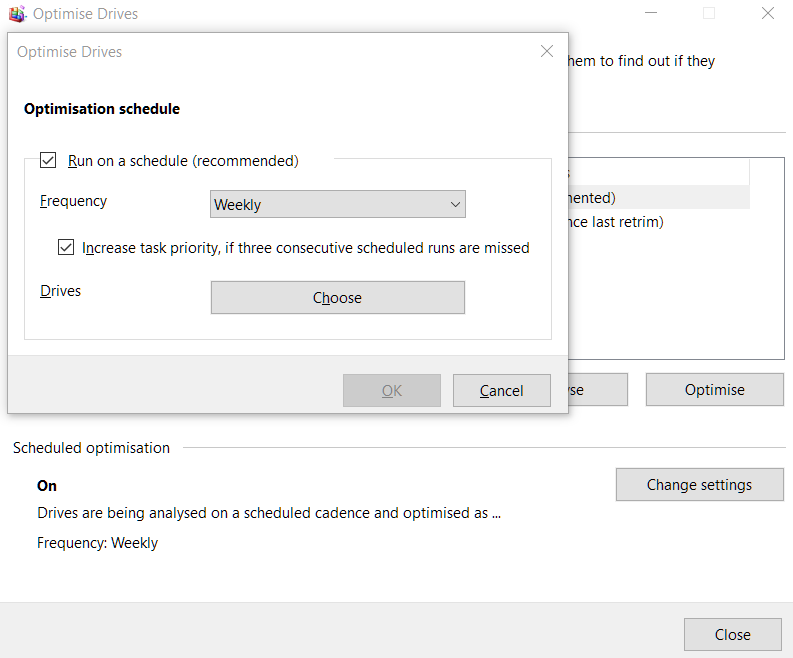 Optimise Drives
Optimise Drives
hem to find out if they
Optimisation schedule
Run on a schedule (recommended)
Frequency
Weekly
nented)
nce last retrim)
Increase task priority, if three consecutive scheduled runs are missed
Drives
Choose
OK
Cancel
se
Optimise
Scheduled optimisation
On
Change settings
Drives are being analysed on a scheduled cadence and optimised as ...
Frequency: Weekly
Close